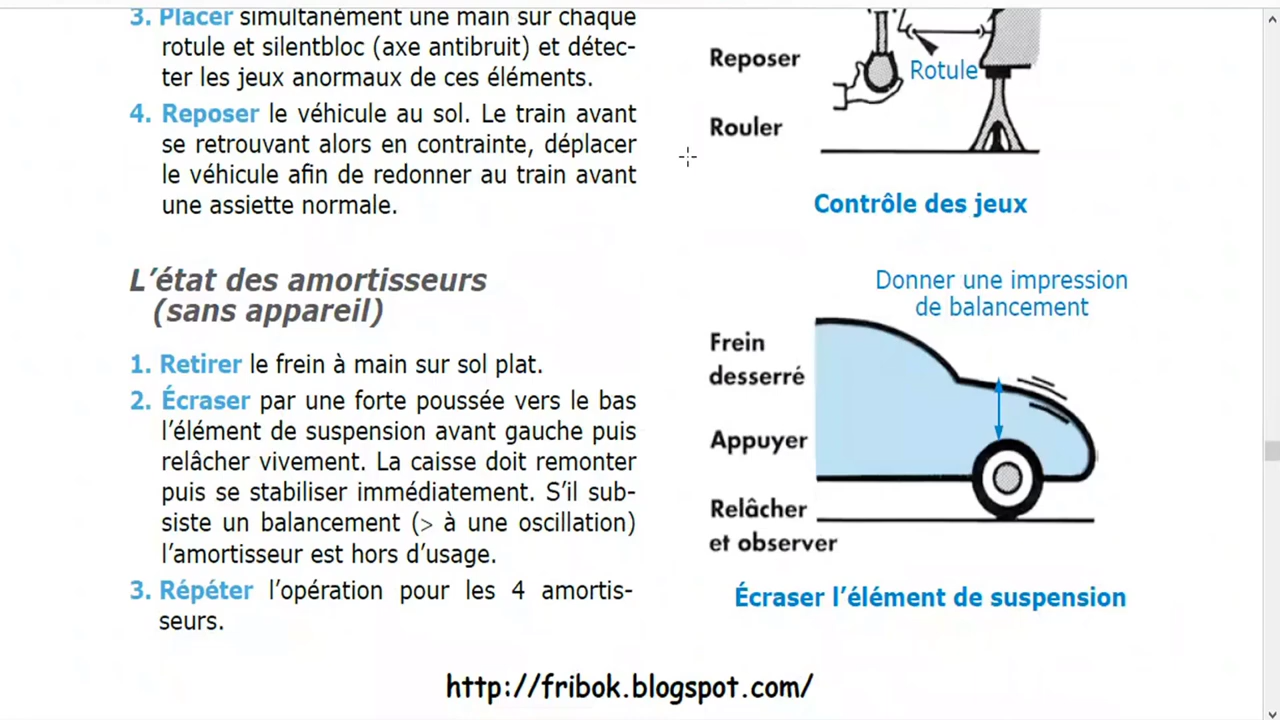 3. Placer simultanément une main sur chaque
rotule et silentbloc (axe antibruit) et détec-
ter les jeux anormaux de ces éléments.
4. Reposer le véhicule au sol. Le train avant
se retrouvant alors en contrainte, déplacer
le véhicule afin de redonner au train avant
une assiette normale.
Reposer
Rotule
Rouler
Contrôle des jeux
L'état des amortisseurs
(sans appareil)
1. Retirer le frein à main sur sol plat.
2. Écraser par une forte poussée vers le bas
l'élément de suspension avant gauche puis
relâcher vivement. La caisse doit remonter
puis se stabiliser immédiatement. S'il sub-
siste un balancement (> à une oscillation)
l'amortisseur est hors d'usage.
3. Répéter l'opération pour les 4 amortis-
seurs.
Donner une impression
de balancement
Frein
desserré
Appuyer
Relâcher
et observer
Écraser l'élément de suspension
http://fribok.blogspot.com/